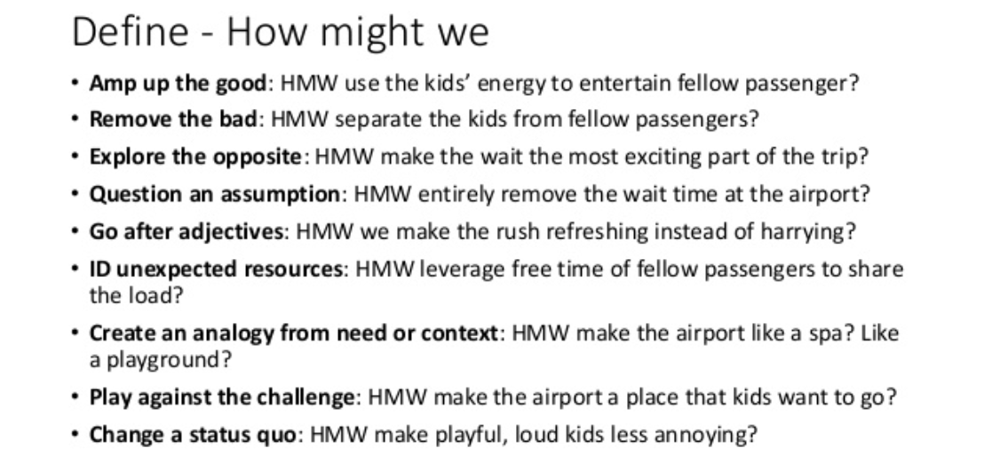 Define - How might we
• Amp up the good: HMW use the kids’ energy to entertain fellow passenger?
• Remove the bad: HMW separate the kids from fellow passengers?
• Explore the opposite: HMW make the wait the most exciting part of the trip?
• Question an assumption: HMW entirely remove the wait time at the airport?
• Go after adjectives: HMW we make the rush refreshing instead of harrying?
• ID unexpected resources: HMW leverage free time of fellow passengers to share
the load?
• Create an analogy from need or context: HMW make the airport like a spa? Like
a playground?
• Play against the challenge: HMW make the airport a place that kids want to go?
• Change a status quo: HMW make playful, loud kids less annoying?